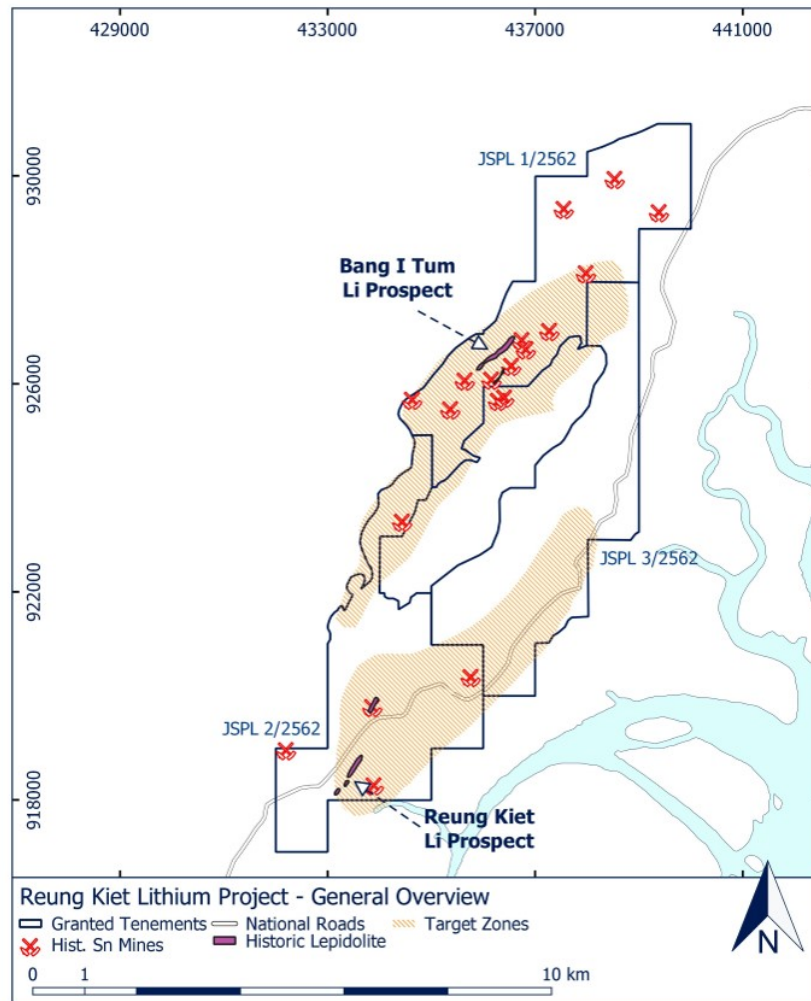 429000 433000 437000 441000
930000
926000
922000
918000
JSPL 1/2562
Bang I Tum
Li Prospect
JSPL 3/2562
JSPL 2/2562
Reung Kiet
Li Prospect
Reung Kiet Lithium Project - General Overview
Granted Tenements National Roads Target Zones
Hist. Sn Mines Historic Lepidolite
0 1 10 km
N